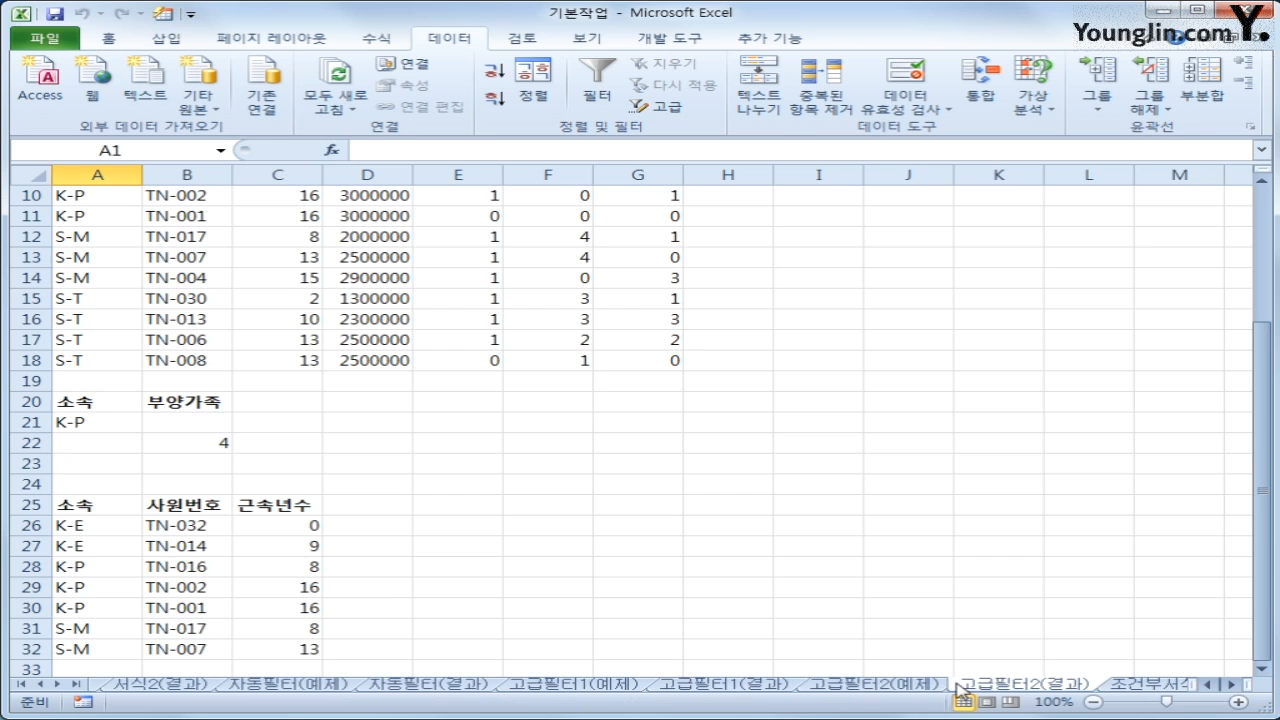 기본작업 - Microsoft Excel
Younglin.com Y.
파일 홈 삽입 페이지 레이아웃 수식 데이터 검토 보기 개발 도구 추가 기능
Access 웹 텍스트 기타 원본 기존 연결 모두 새로 고침 연결 속성 연결 편집 정렬 필터 지우기 다시 적용 고급 텍스트 나누기 중복된 항목 제거 데이터 유효성 검사 통합 가상 분석 그룹 그룹 해제 부분합
외부 데이터 가져오기 연결 정렬 및 필터 데이터 도구 윤곽선
A1 fx
A B C D E F G H I J K L M
10 K-P TN-002 16 3000000 1 0 1
11 K-P TN-001 16 3000000 0 0 0
12 S-M TN-017 8 2000000 1 4 1
13 S-M TN-007 13 2500000 1 4 0
14 S-M TN-004 15 2900000 1 0 3
15 S-T TN-030 2 1300000 1 3 1
16 S-T TN-013 10 2300000 1 3 3
17 S-T TN-006 13 2500000 1 2 2
18 S-T TN-008 13 2500000 0 1 0
19
20 소속 부양가족
21 K-P
22 4
23
24
25 소속 사원번호 근속년수
26 K-E TN-032 0
27 K-E TN-014 9
28 K-P TN-016 8
29 K-P TN-002 16
30 K-P TN-001 16
31 S-M TN-017 8
32 S-M TN-007 13
33
서식2(결과) 자동필터(예제) 자동필터(결과) 고급필터1(예제) 고급필터1(결과) 고급필터2(예제) 고급필터2(결과) 조건부서식
준비 100%